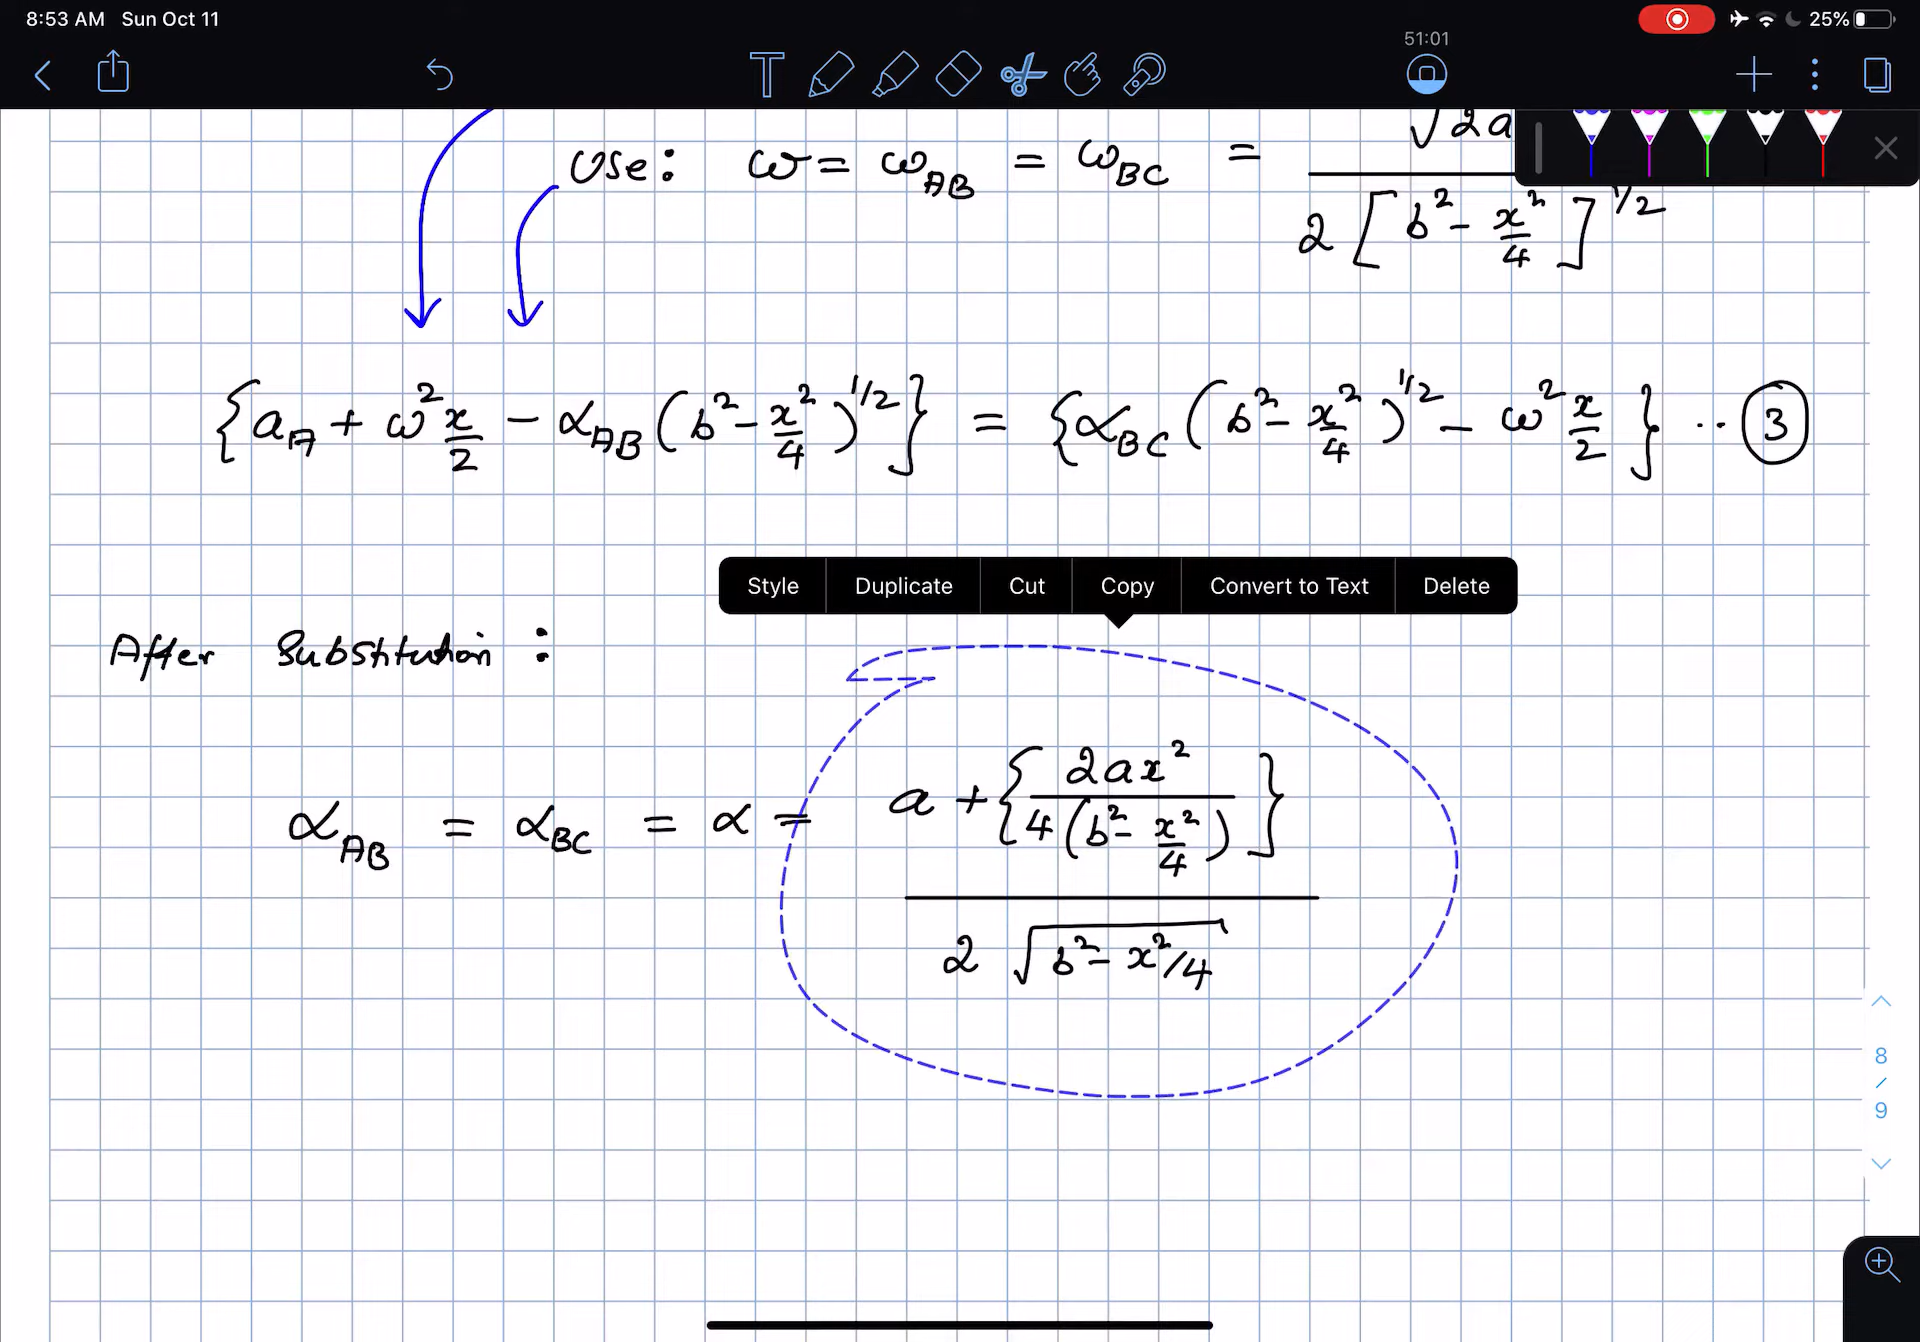 8:53 AM Sun Oct 11 25%
51:01
Use: ω = ω_AB = ω_BC = √2a / 2[b² - x²/4]^1/2
{a_A + ω² x/2 - α_AB (b² - x²/4)^1/2} = {α_BC (b² - x²/4)^1/2 - ω² x/2} ·· ③
Style Duplicate Cut Copy Convert to Text Delete
After Substitution :
α_AB = α_BC = α = a + {2ax² / 4(b² - x²/4)} / 2 √b² - x²/4
8 / 9